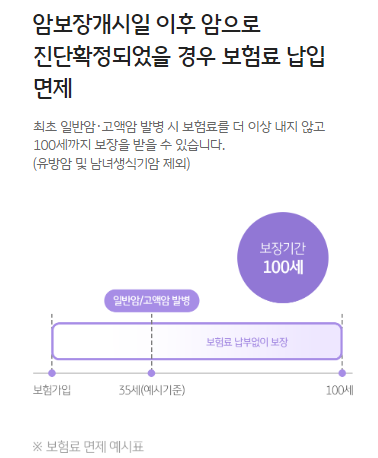 암보장개시일 이후 암으로
진단확정되었을 경우 보험료 납입
면제
최초 일반암·고액암 발병 시 보험료를 더 이상 내지 않고
100세까지 보장을 받을 수 있습니다.
(유방암 및 남녀생식기암 제외)
보장기간
100세
일반암/고액암 발병
보험료 납부없이 보장
보험가입
35세(예시기준)
100세
※ 보험료 면제 예시표